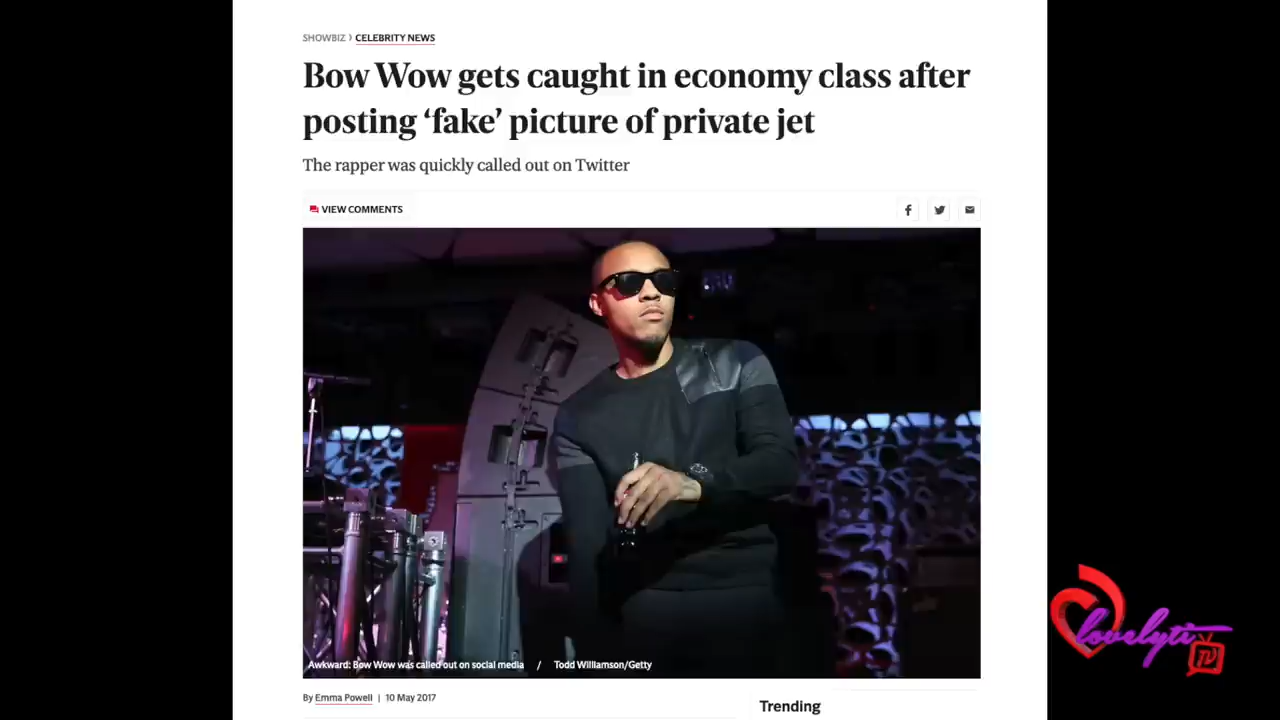 SHOWBIZ › CELEBRITY NEWS
Bow Wow gets caught in economy class after
posting ‘fake’ picture of private jet
The rapper was quickly called out on Twitter
VIEW COMMENTS
Awkward: Bow Wow was called out on social media / Todd Williamson/Getty
By Emma Powell | 10 May 2017
Trending
lovelyti
TV